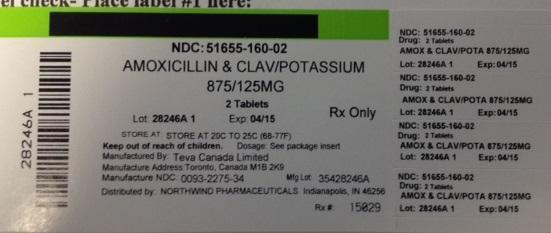 el check- Place label #1 here:
28246A 1
NDC: 51655-160-02
AMOXICILLIN & CLAV/POTASSIUM
875/125MG
2 Tablets
Lot: 28246A 1 Exp: 04/15
Rx Only
STORE AT: STORE AT 20C TO 25C (68-77F)
Keep out of reach of children. Dosage: See package insert
Manufactured By: Teva Canada Limited
Manufacture Address Toronto, Canada M1B 2K9
Manufacture NDC: 0093-2275-34 Mfg Lot: 35428246A
Distributed by: NORTHWIND PHARMACEUTICALS Indianapolis, IN 46256
Rx#: 15029
NDC: 51655-160-02
Drug: 2 Tablets
AMOX & CLAV/POTA 875/125MG
Lot: 28246A 1 Exp: 04/15
NDC: 51655-160-02
Drug: 2 Tablets
AMOX & CLAV/POTA 875/125MG
Lot: 28246A 1 Exp: 04/15
NDC: 51655-160-02
Drug: 2 Tablets
AMOX & CLAV/POTA 875/125MG
Lot: 28246A 1 Exp: 04/15
NDC: 51655-160-02
Drug: 2 Tablets
AMOX & CLAV/POTA 875/125MG
Lot: 28246A 1 Exp: 04/15